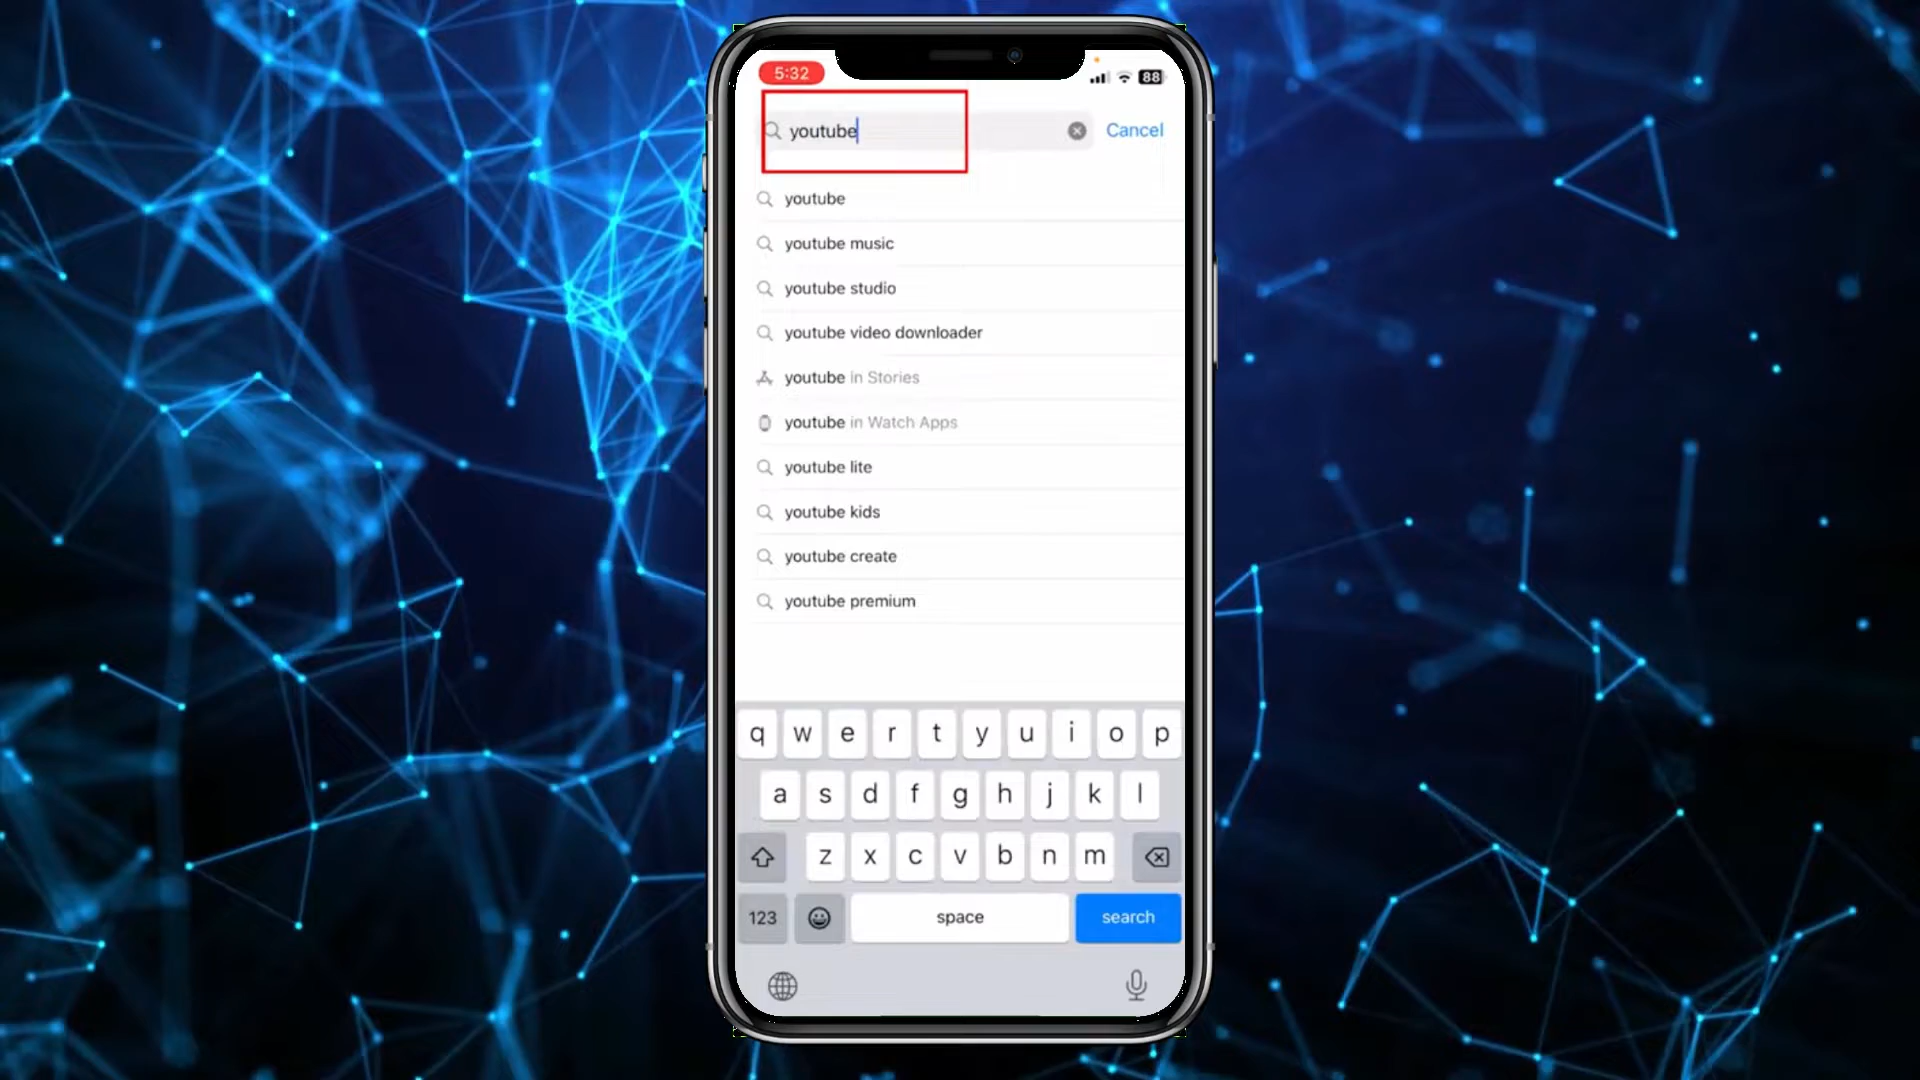 5:32
88
youtube
Cancel
youtube
youtube music
youtube studio
youtube video downloader
youtube in Stories
youtube in Watch Apps
youtube lite
youtube kids
youtube create
youtube premium
q w e r t y u i o p
a s d f g h j k l
z x c v b n m
123 space search